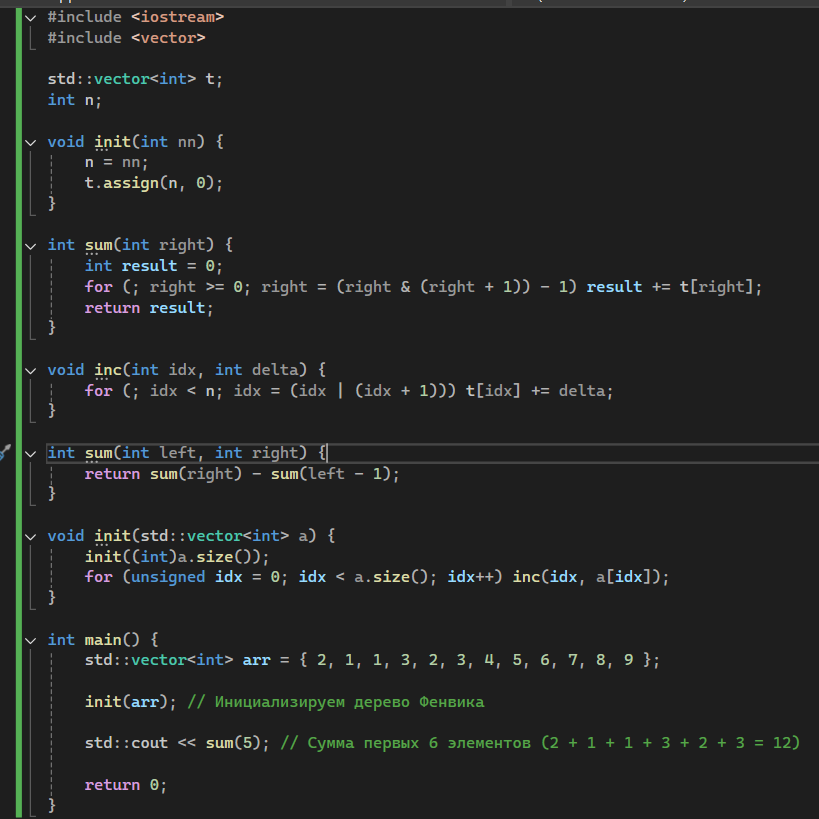 #include <iostream>
#include <vector>
std::vector<int> t;
int n;
void init(int nn) {
n = nn;
t.assign(n, 0);
}
int sum(int right) {
int result = 0;
for (; right >= 0; right = (right & (right + 1)) - 1) result += t[right];
return result;
}
void inc(int idx, int delta) {
for (; idx < n; idx = (idx | (idx + 1))) t[idx] += delta;
}
int sum(int left, int right) {
return sum(right) - sum(left - 1);
}
void init(std::vector<int> a) {
init((int)a.size());
for (unsigned idx = 0; idx < a.size(); idx++) inc(idx, a[idx]);
}
int main() {
std::vector<int> arr = { 2, 1, 1, 3, 2, 3, 4, 5, 6, 7, 8, 9 };
init(arr); // Инициализируем дерево Фенвика
std::cout << sum(5); // Сумма первых 6 элементов (2 + 1 + 1 + 3 + 2 + 3 = 12)
return 0;
}